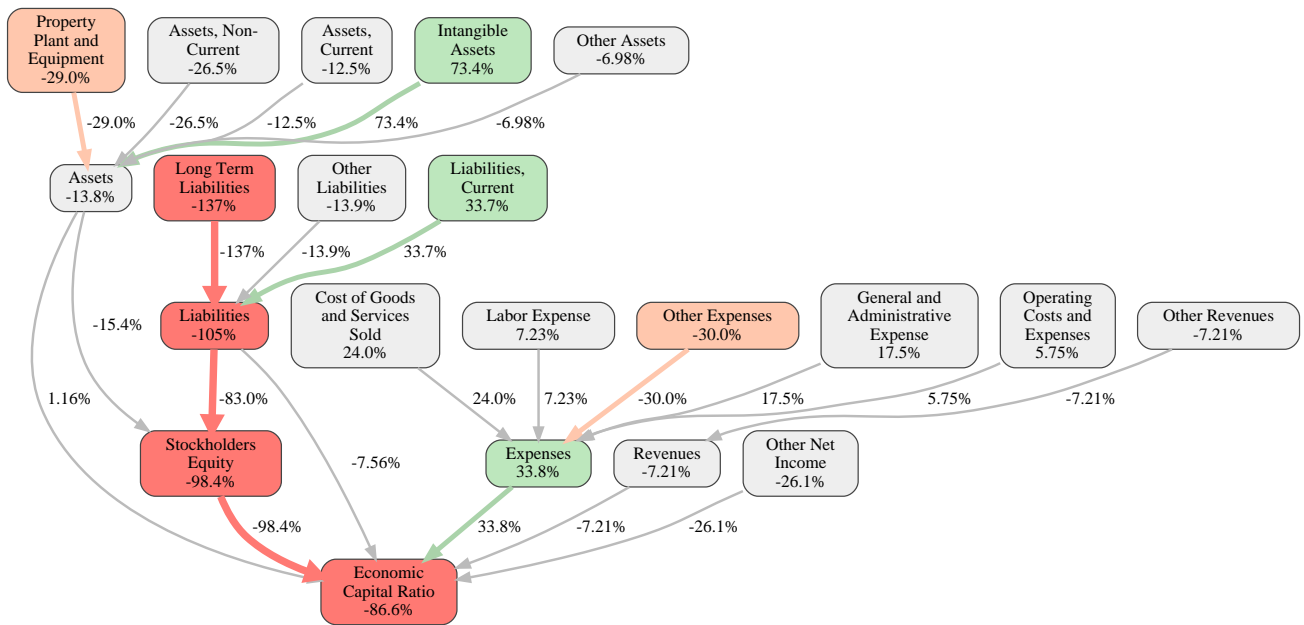 Property
Plant and
Equipment
-29.0%
Assets, Non-
Current
-26.5%
Assets,
Current
-12.5%
Intangible
Assets
73.4%
Other Assets
-6.98%
-29.0%
-26.5%
-12.5%
73.4%
-6.98%
Assets
-13.8%
Long Term
Liabilities
-137%
Other
Liabilities
-13.9%
Liabilities,
Current
33.7%
-137%
-13.9%
33.7%
Liabilities
-105%
Cost of Goods
and Services
Sold
24.0%
Labor Expense
7.23%
Other Expenses
-30.0%
General and
Administrative
Expense
17.5%
Operating
Costs and
Expenses
5.75%
Other Revenues
-7.21%
-15.4%
1.16%
-83.0%
24.0%
7.23%
-30.0%
17.5%
5.75%
-7.21%
Stockholders
Equity
-98.4%
-7.56%
Expenses
33.8%
Revenues
-7.21%
Other Net
Income
-26.1%
-98.4%
33.8%
-7.21%
-26.1%
Economic
Capital Ratio
-86.6%